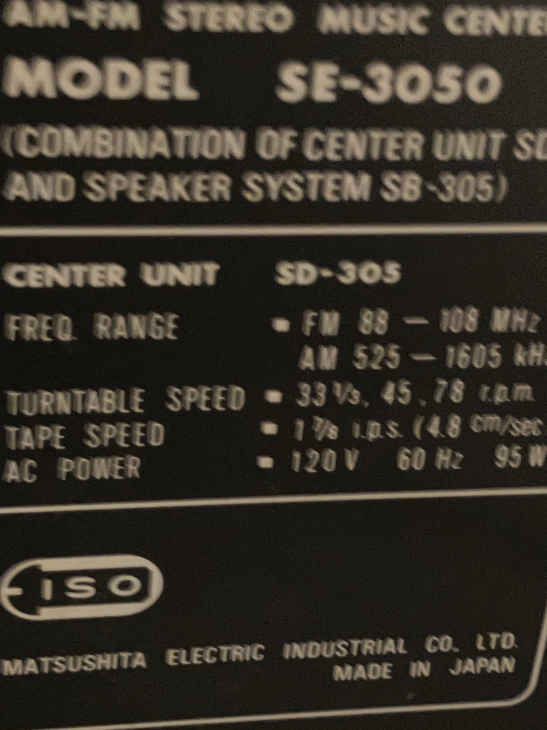 AM-FM STEREO MUSIC CENTER
MODEL SE-3050
(COMBINATION OF CENTER UNIT SD
AND SPEAKER SYSTEM SB-305)
CENTER UNIT SD-305
FREQ. RANGE FM 88 — 108 MHz
AM 525 — 1605 kHz
TURNTABLE SPEED 33 1/3, 45, 78 r.p.m.
TAPE SPEED 1 7/8 i.p.s. (4.8 cm/sec
AC POWER 120 V 60 Hz 95 W
ISO
MATSUSHITA ELECTRIC INDUSTRIAL CO., LTD.
MADE IN JAPAN